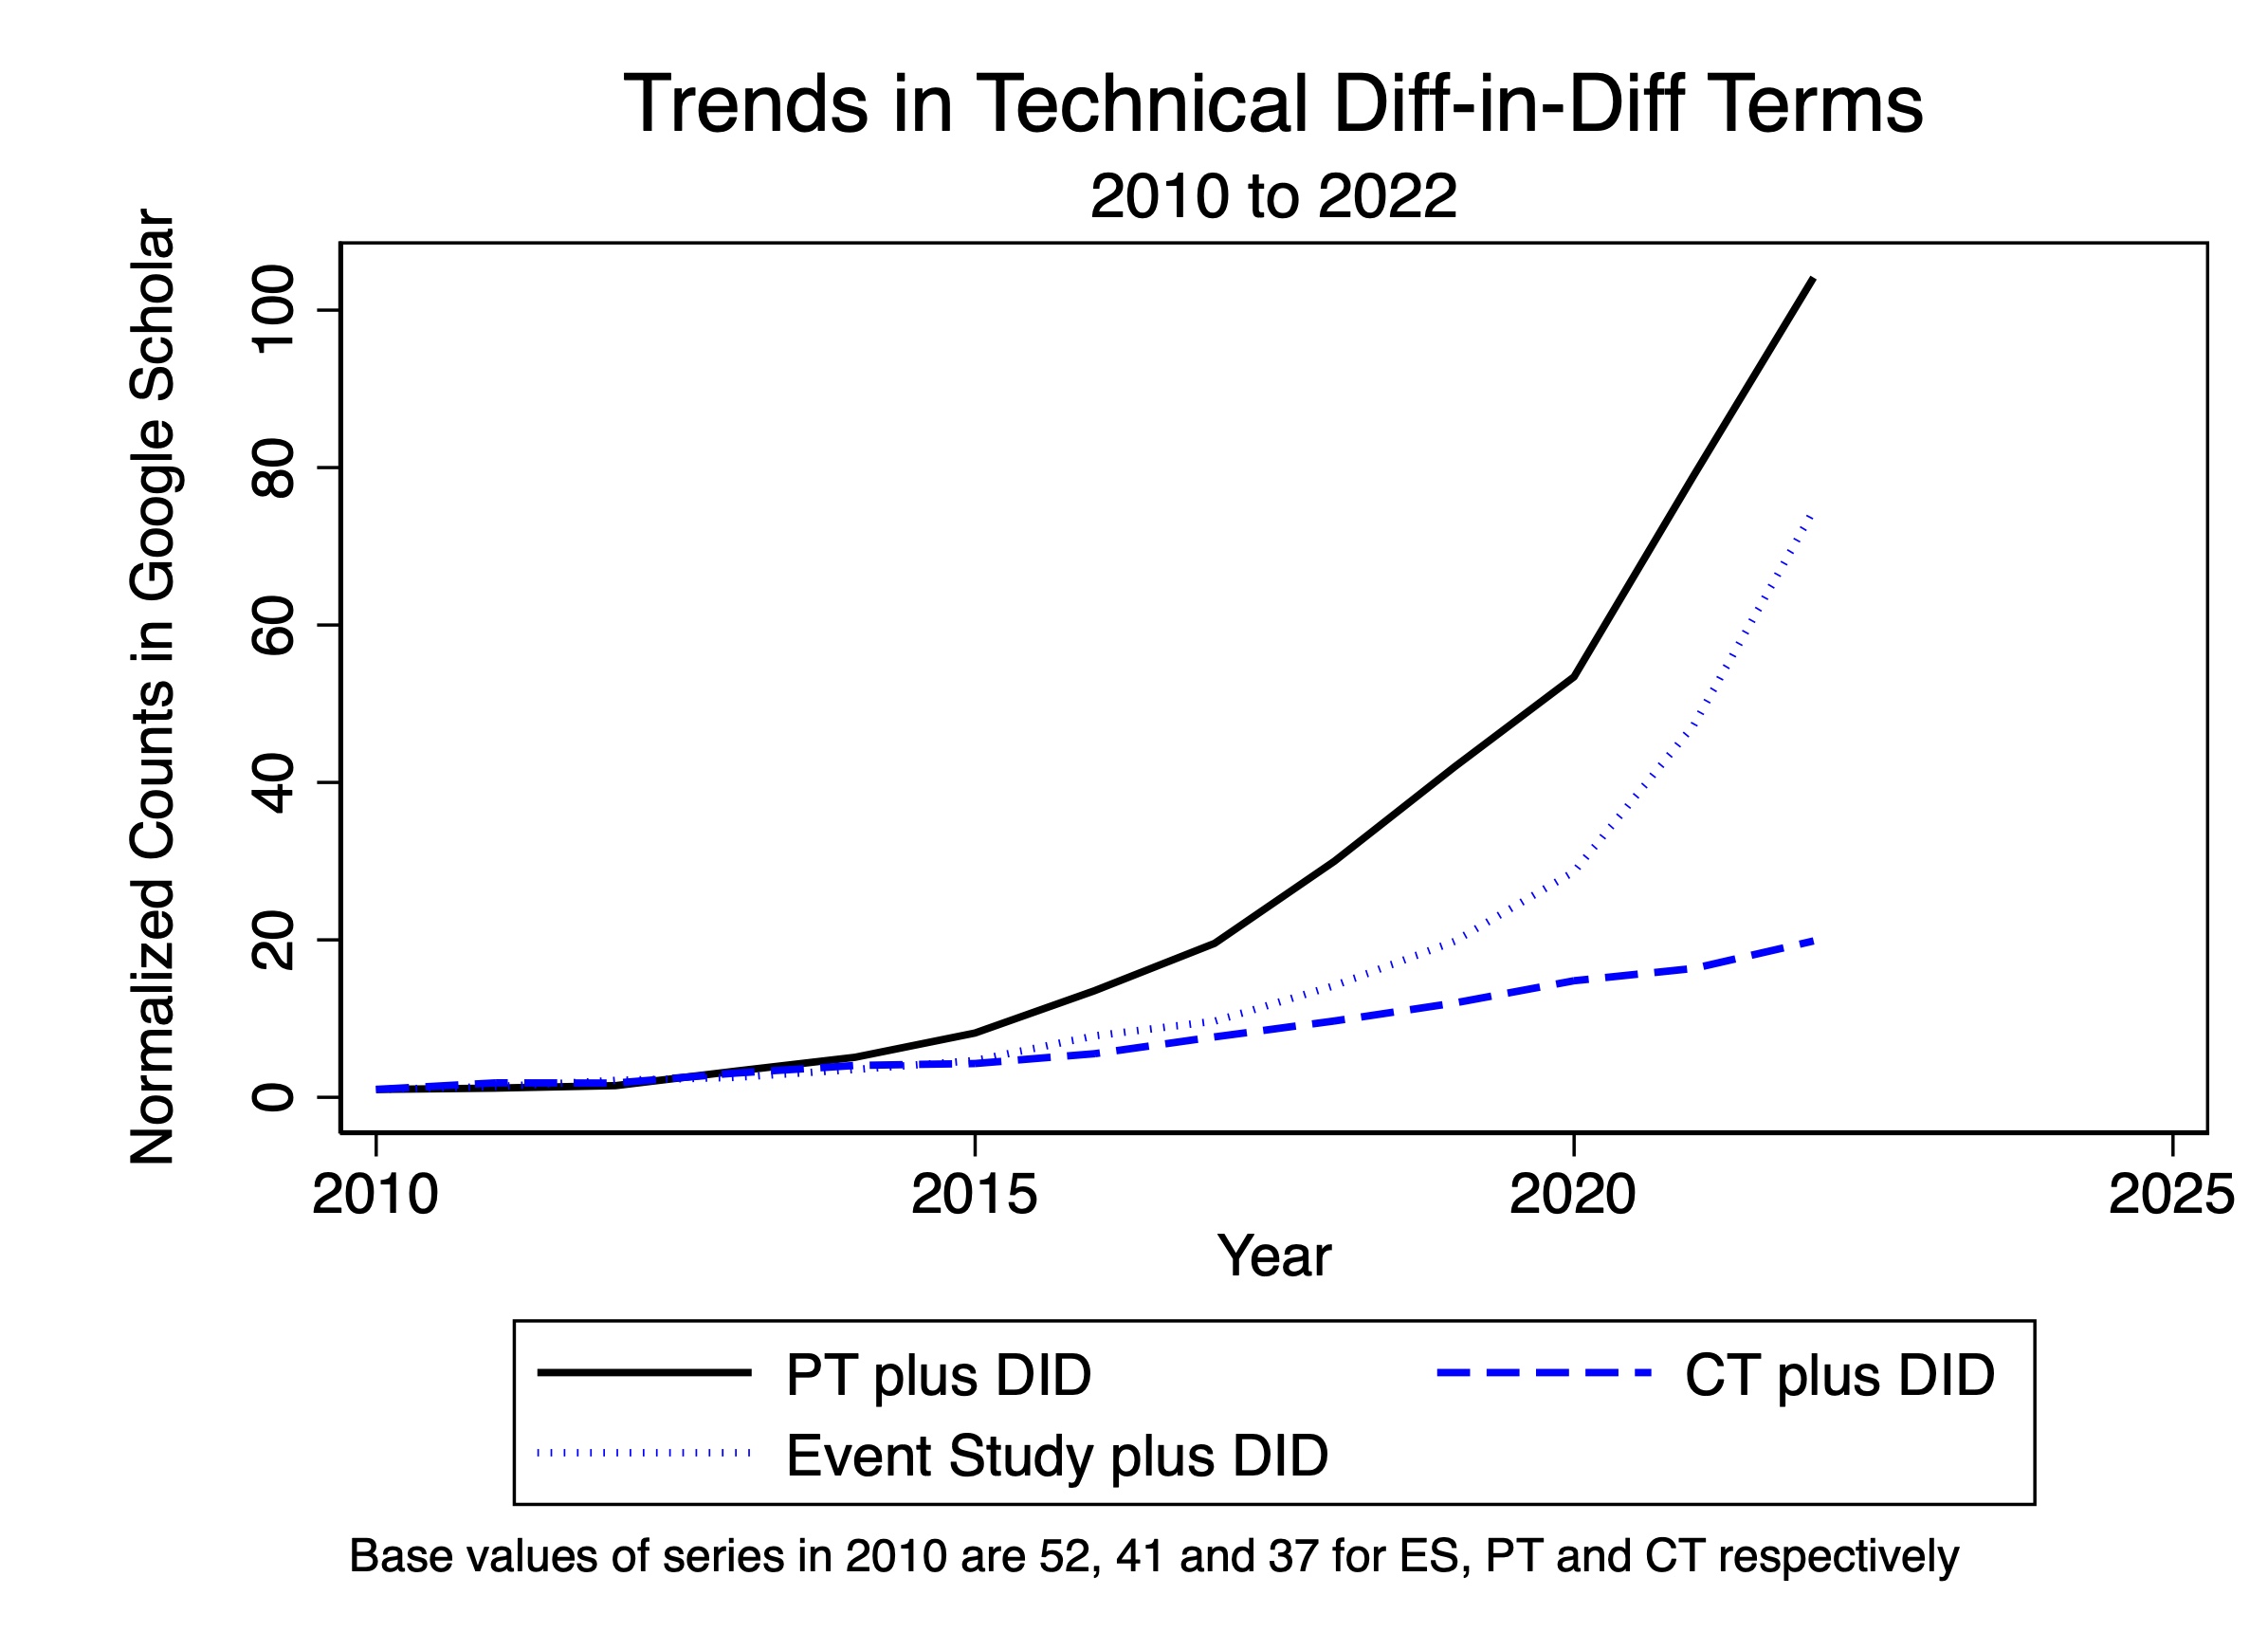 Trends in Technical Diff-in-Diff Terms
2010 to 2022
Normalized Counts in Google Scholar
100
80
60
40
20
0
2010 2015 2020 2025
Year
PT plus DID CT plus DID
Event Study plus DID
Base values of series in 2010 are 52, 41 and 37 for ES, PT and CT respectively